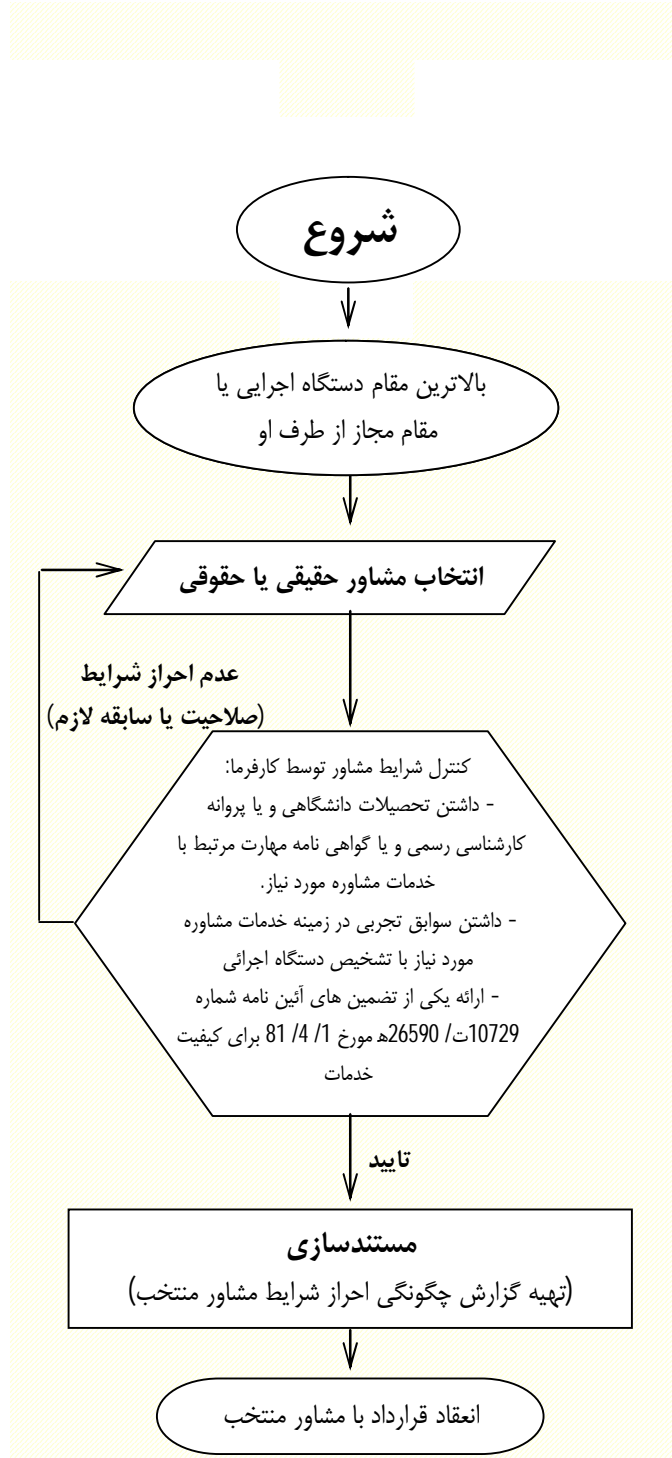 شروع
بالاترین مقام دستگاه اجرایی یا
مقام مجاز از طرف او
انتخاب مشاور حقیقی یا حقوقی
عدم احراز شرایط
(صلاحیت یا سابقه لازم)
کنترل شرایط مشاور توسط کارفرما:
- داشتن تحصیلات دانشگاهی و یا پروانه
کارشناسی رسمی و یا گواهی نامه مهارت مرتبط با
خدمات مشاوره مورد نیاز.
- داشتن سوابق تجربی در زمینه خدمات مشاوره
مورد نیاز با تشخیص دستگاه اجرائی
- ارائه یکی از تضمین های آئین نامه شماره
10729ت/ 26590ه مورخ 1/ 4/ 81 برای کیفیت
خدمات
تایید
مستندسازی
(تهیه گزارش چگونگی احراز شرایط مشاور منتخب)
انعقاد قرارداد با مشاور منتخب